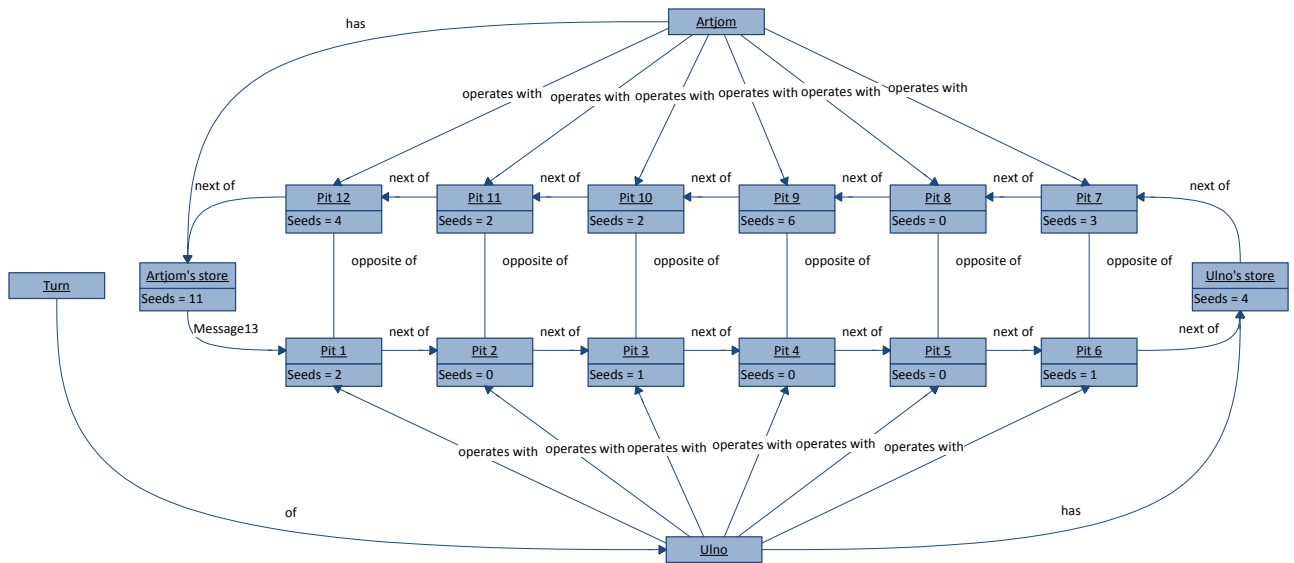 Artjom
has
operates with operates with operates with operates with operates with operates with
next of next of next of next of next of next of next of
Pit 12 Pit 11 Pit 10 Pit 9 Pit 8 Pit 7
Seeds = 4 Seeds = 2 Seeds = 2 Seeds = 6 Seeds = 0 Seeds = 3
opposite of opposite of opposite of opposite of opposite of opposite of
Turn Artjom's store Ulno's store
Seeds = 11 Seeds = 4
Message13 next of next of next of next of next of next of
Pit 1 Pit 2 Pit 3 Pit 4 Pit 5 Pit 6
Seeds = 2 Seeds = 0 Seeds = 1 Seeds = 0 Seeds = 0 Seeds = 1
operates with operates with operates with operates with operates with operates with
of has
Ulno